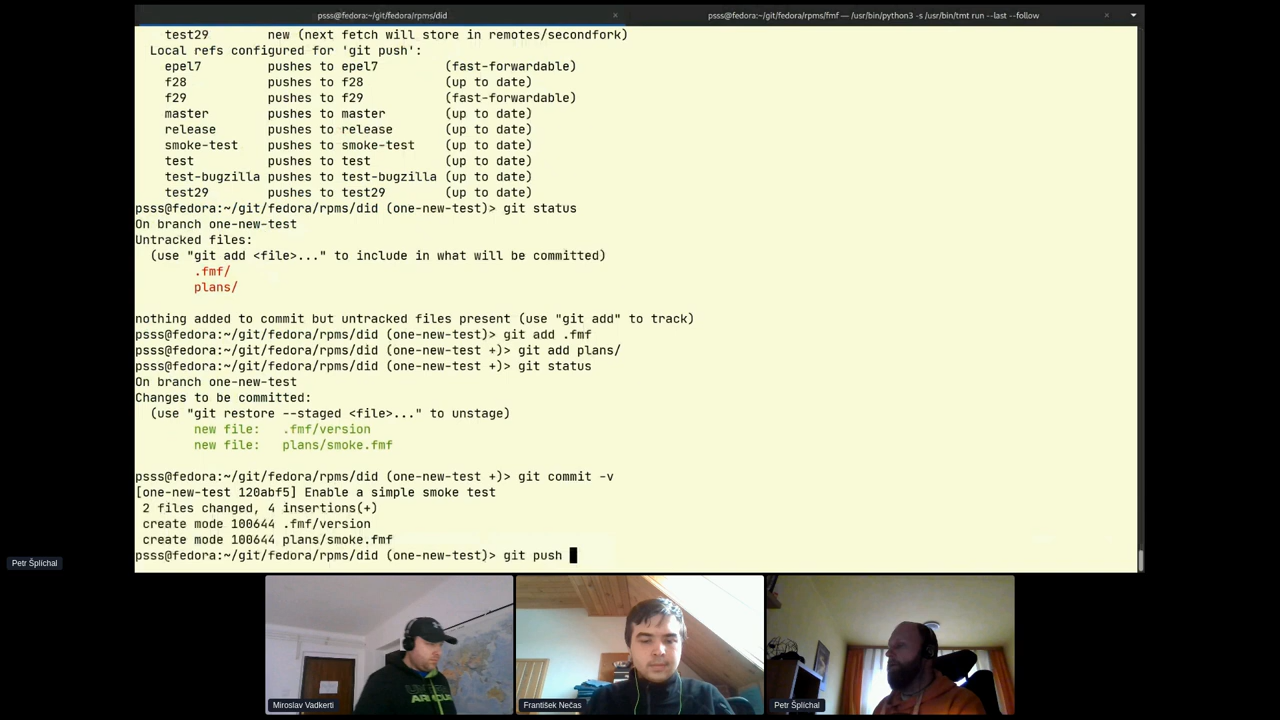 psss@fedora:~/git/fedora/rpms/did
psss@fedora:~/git/fedora/rpms/fmf — /usr/bin/python3 -s /usr/bin/tmt run --last --follow
test29 new (next fetch will store in remotes/secondfork)
Local refs configured for 'git push':
epel7 pushes to epel7 (fast-forwardable)
f28 pushes to f28 (up to date)
f29 pushes to f29 (fast-forwardable)
master pushes to master (up to date)
release pushes to release (up to date)
smoke-test pushes to smoke-test (up to date)
test pushes to test (up to date)
test-bugzilla pushes to test-bugzilla (up to date)
test29 pushes to test29 (up to date)
psss@fedora:~/git/fedora/rpms/did (one-new-test)> git status
On branch one-new-test
Untracked files:
(use "git add <file>..." to include in what will be committed)
.fmf/
plans/
nothing added to commit but untracked files present (use "git add" to track)
psss@fedora:~/git/fedora/rpms/did (one-new-test)> git add .fmf
psss@fedora:~/git/fedora/rpms/did (one-new-test +)> git add plans/
psss@fedora:~/git/fedora/rpms/did (one-new-test +)> git status
On branch one-new-test
Changes to be committed:
(use "git restore --staged <file>..." to unstage)
new file: .fmf/version
new file: plans/smoke.fmf
psss@fedora:~/git/fedora/rpms/did (one-new-test +)> git commit -v
[one-new-test 120abf5] Enable a simple smoke test
2 files changed, 4 insertions(+)
create mode 100644 .fmf/version
create mode 100644 plans/smoke.fmf
psss@fedora:~/git/fedora/rpms/did (one-new-test)> git push
Petr Šplíchal
Miroslav Vadkerti
František Nečas
Petr Šplíchal